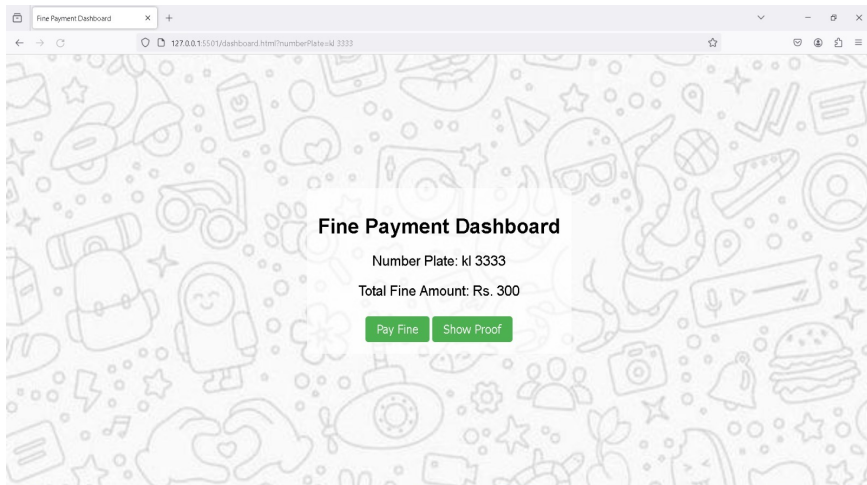 Fine Payment Dashboard
127.0.0.1:5501/dashboard.html?numberPlate=kl 3333
Fine Payment Dashboard
Number Plate: kl 3333
Total Fine Amount: Rs. 300
Pay Fine Show Proof